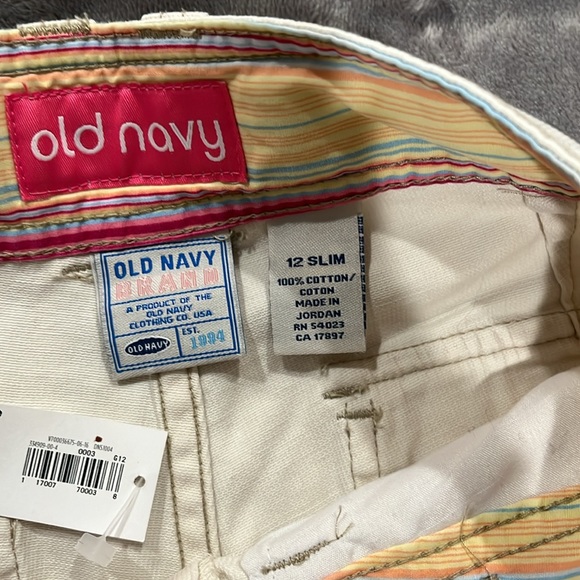 old navy
OLD NAVY
BRAND
A PRODUCT OF THE
OLD NAVY
CLOTHING CO. USA
OLD NAVY
EST.
1994
12 SLIM
100% COTTON/
COTON
MADE IN
JORDAN
RN 54023
CA 17897
0003 G12
1 17007 70003 8